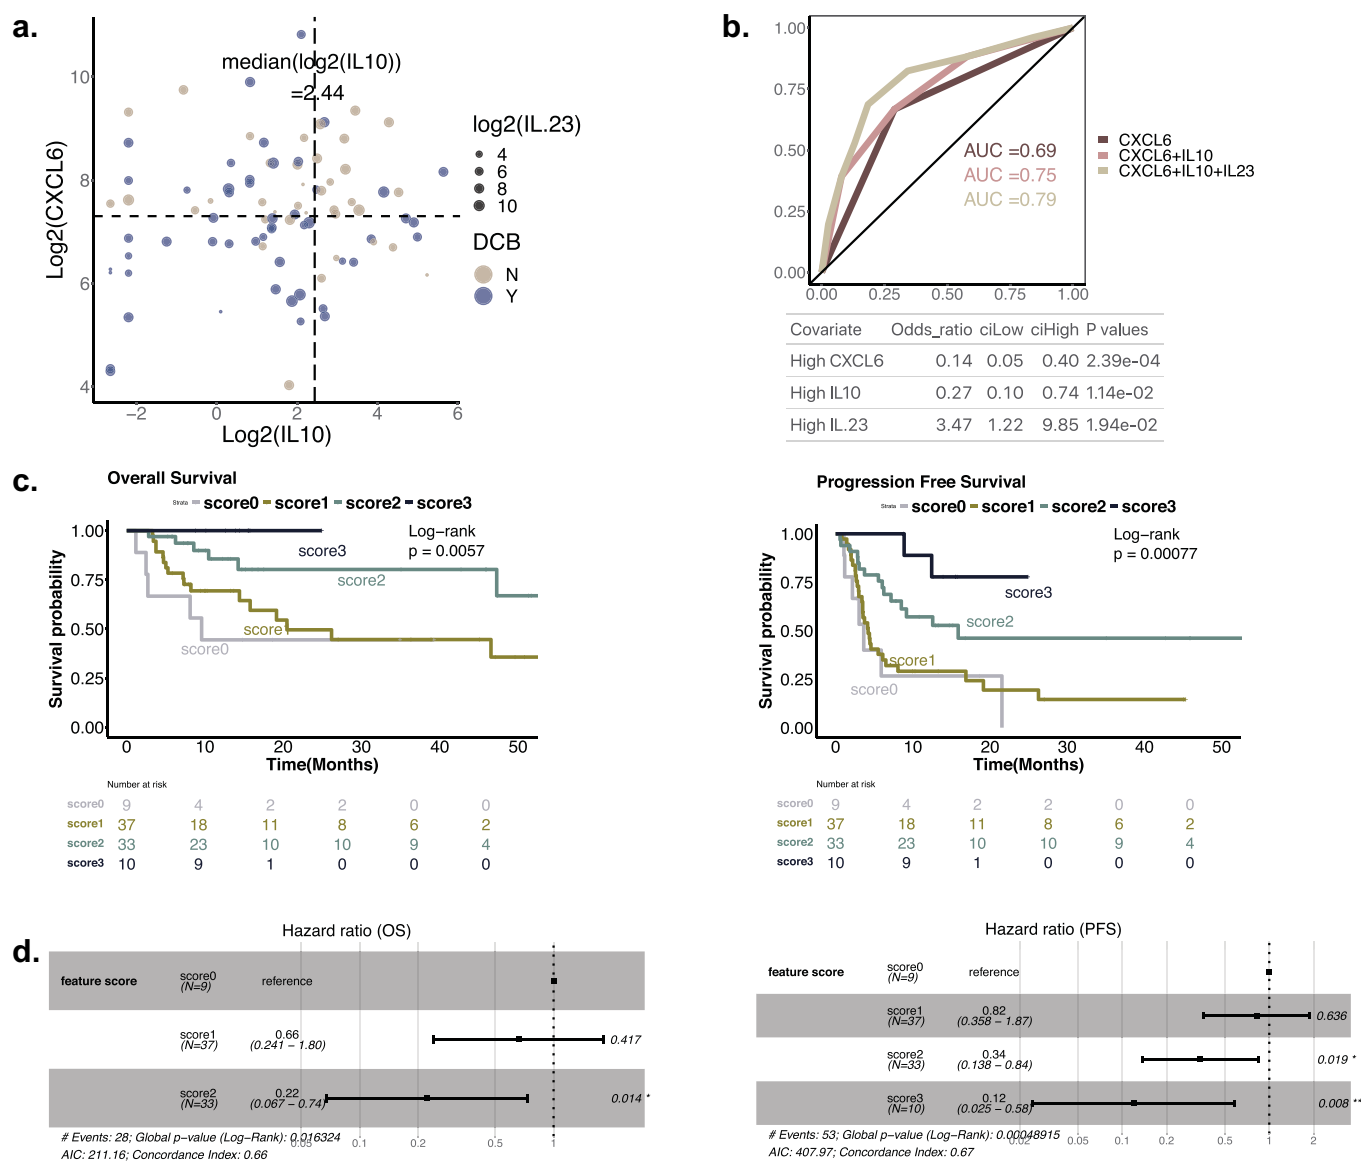 a.
median(log2(IL10))
=2.44
10
8
6
4
Log2(CXCL6)
−2 0 2 4 6
Log2(IL10)
log2(IL.23)
4
6
8
10
DCB
N
Y
b.
1.00
0.75
0.50
0.25
0.00
0.00 0.25 0.50 0.75 1.00
AUC =0.69
AUC =0.75
AUC =0.79
CXCL6
CXCL6+IL10
CXCL6+IL10+IL23
Covariate Odds_ratio ciLow ciHigh P values
High CXCL6 0.14 0.05 0.40 2.39e−04
High IL10 0.27 0.10 0.74 1.14e−02
High IL.23 3.47 1.22 9.85 1.94e−02
c.
Overall Survival
Strata score0 score1 score2 score3
1.00
0.75
0.50
0.25
0.00
Survival probability
Log−rank
p = 0.0057
score3
score2
score1
score0
0 10 20 30 40 50
Time(Months)
Number at risk
score0 9 4 2 2 0 0
score1 37 18 11 8 6 2
score2 33 23 10 10 9 4
score3 10 9 1 0 0 0
Progression Free Survival
Strata score0 score1 score2 score3
1.00
0.75
0.50
0.25
0.00
Survival probability
Log−rank
p = 0.00077
score3
score2
score1
score0
0 10 20 30 40 50
Time(Months)
Number at risk
score0 9 4 2 2 0 0
score1 37 18 11 8 6 2
score2 33 23 10 10 9 4
score3 10 9 1 0 0 0
d.
Hazard ratio (OS)
feature score score0 (N=9) reference
score1 (N=37) 0.66 (0.241 − 1.80) 0.417
score2 (N=33) 0.22 (0.067 − 0.74) 0.014 *
# Events: 28; Global p−value (Log−Rank): 0.016324
AIC: 211.16; Concordance Index: 0.66
0.05 0.1 0.2 0.5 1
Hazard ratio (PFS)
feature score score0 (N=9) reference
score1 (N=37) 0.82 (0.358 − 1.87) 0.636
score2 (N=33) 0.34 (0.138 − 0.84) 0.019 *
score3 (N=10) 0.12 (0.025 − 0.58) 0.008 **
# Events: 53; Global p−value (Log−Rank): 0.00048915
AIC: 407.97; Concordance Index: 0.67
0.02 0.05 0.1 0.2 0.5 1 2